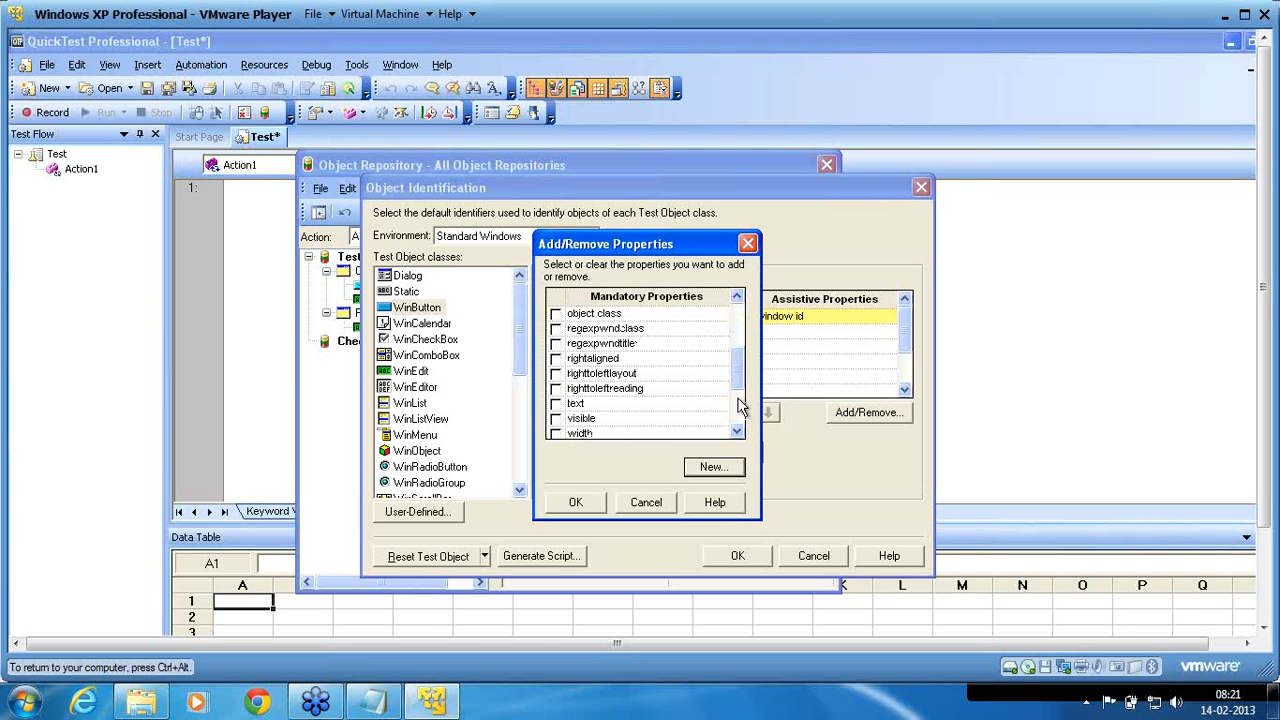 Windows XP Professional - VMware Player
File
Virtual Machine
Help
QuickTest Professional - [Test*]
File Edit View Insert Automation Resources Debug Tools Window Help
New Open
Record Run Stop
Test Flow
Start Page
Test*
Test
Action1
Action1
1:
Object Repository - All Object Repositories
File Edit
Action: A
Object Identification
Select the default identifiers used to identify objects of each Test Object class.
Environment: Standard Windows
Test Object classes:
Dialog
Static
WinButton
WinCalendar
WinCheckBox
WinComboBox
WinEdit
WinEditor
WinList
WinListView
WinMenu
WinObject
WinRadioButton
WinRadioGroup
User-Defined...
Add/Remove Properties
Select or clear the properties you want to add
or remove.
Mandatory Properties
object class
regexpwndclass
regexpwndtitle
rightaligned
righttoleftlayout
righttoleftreading
text
visible
width
New...
OK Cancel Help
Assistive Properties
window id
Add/Remove...
Reset Test Object
Generate Script...
OK Cancel Help
Keyword V
Data Table
A1
A K L M N O P Q
1
2
3
To return to your computer, press Ctrl+Alt.
vmware
08:21
14-02-2013